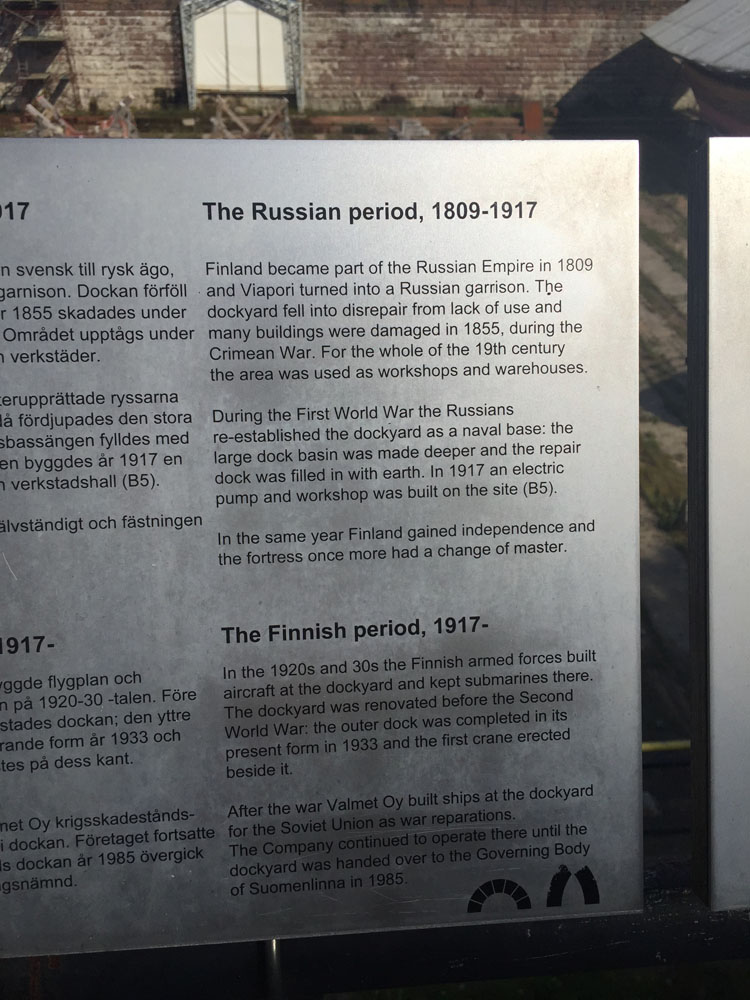 917
n svensk till rysk ägo,
garnison. Dockan förföll
r 1855 skadades under
Området upptågs under
verkstäder.
terupprättade ryssarna
då fördjupades den stora
sbassängen fylldes med
en byggdes år 1917 en
verkstadshall (B5).
älvständigt och fästningen
1917-
yggde flygplan och
n på 1920-30 -talen. Före
stades dockan; den yttre
rande form år 1933 och
tes på dess kant.
met Oy krigsskadestånds-
i dockan. Företaget fortsatte
ls dockan år 1985 övergick
gsnämnd.
The Russian period, 1809-1917
Finland became part of the Russian Empire in 1809
and Viapori turned into a Russian garrison. The
dockyard fell into disrepair from lack of use and
many buildings were damaged in 1855, during the
Crimean War. For the whole of the 19th century
the area was used as workshops and warehouses.
During the First World War the Russians
re-established the dockyard as a naval base: the
large dock basin was made deeper and the repair
dock was filled in with earth. In 1917 an electric
pump and workshop was built on the site (B5).
In the same year Finland gained independence and
the fortress once more had a change of master.
The Finnish period, 1917-
In the 1920s and 30s the Finnish armed forces built
aircraft at the dockyard and kept submarines there.
The dockyard was renovated before the Second
World War: the outer dock was completed in its
present form in 1933 and the first crane erected
beside it.
After the war Valmet Oy built ships at the dockyard
for the Soviet Union as war reparations.
The Company continued to operate there until the
dockyard was handed over to the Governing Body
of Suomenlinna in 1985.